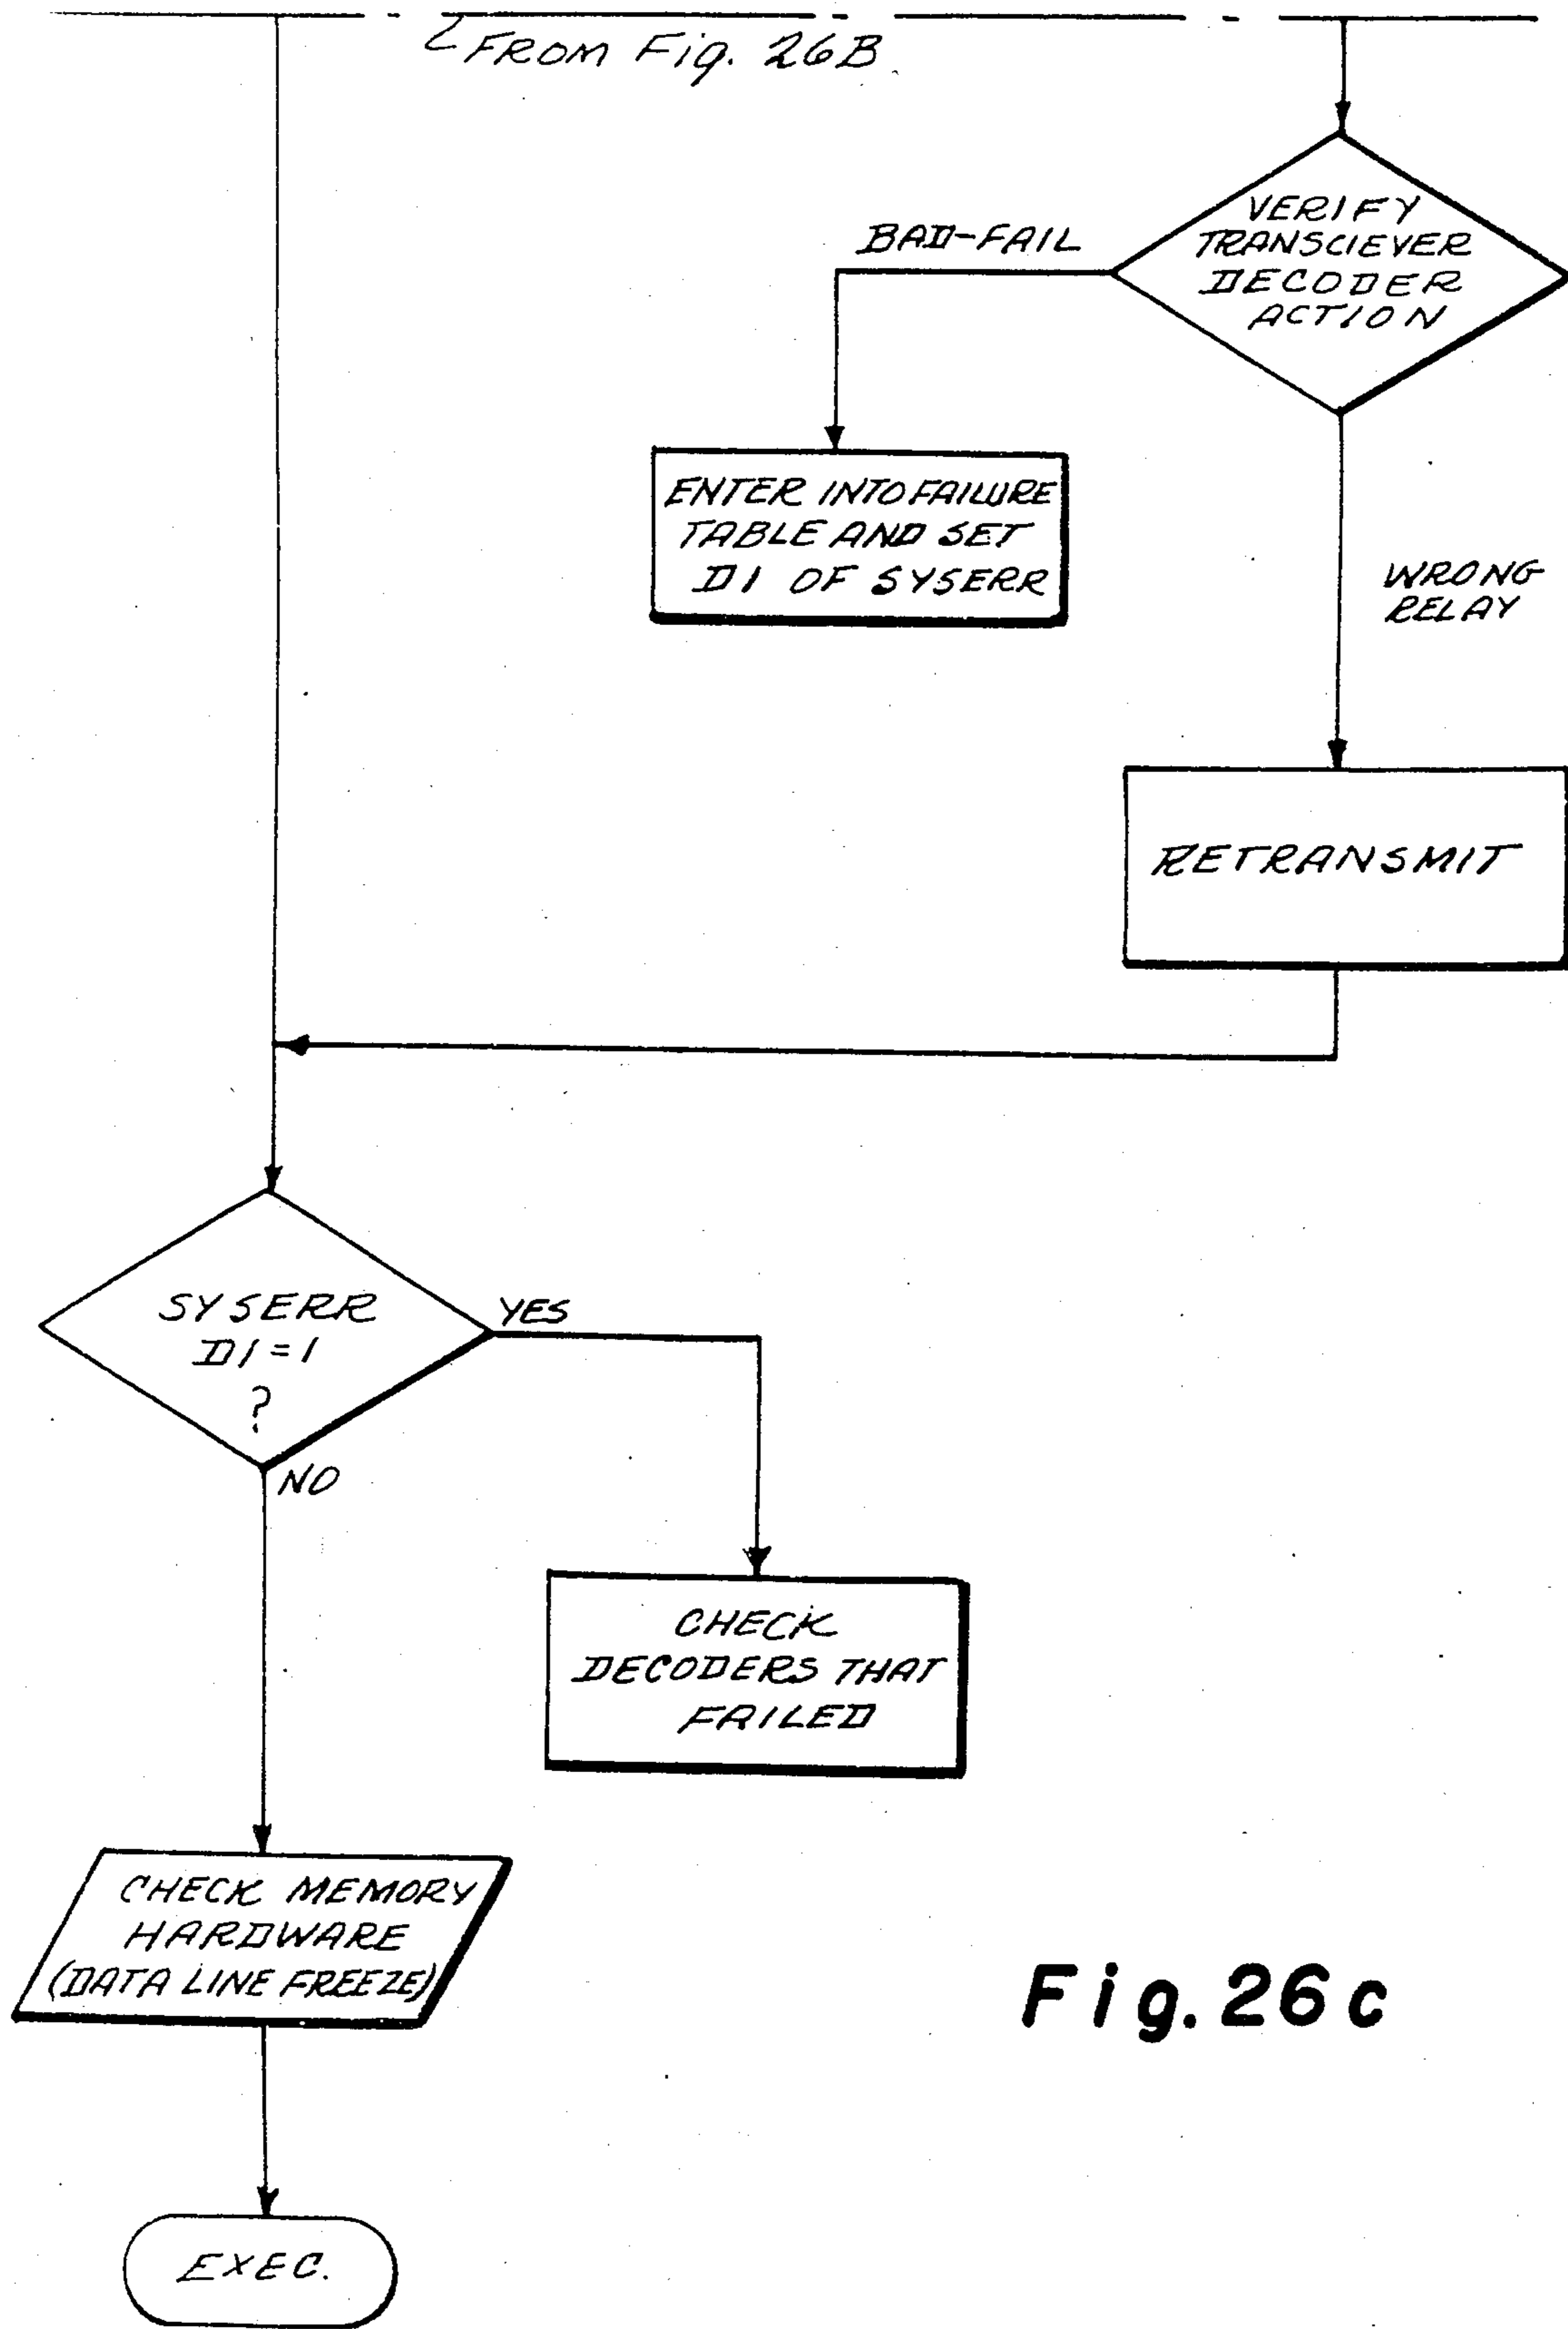 FROM Fig. 26B
VERIFY
TRANSCIEVER
DECODER
ACTION
BAD-FAIL
ENTER INTO FAILURE
TABLE AND SET
D1 OF SYSERR
WRONG
RELAY
RETRANSMIT
SYSERR
D1=1
?
YES
NO
CHECK
DECODERS THAT
FAILED
CHECK MEMORY
HARDWARE
(DATA LINE FREEZE)
EXEC.
Fig. 26c